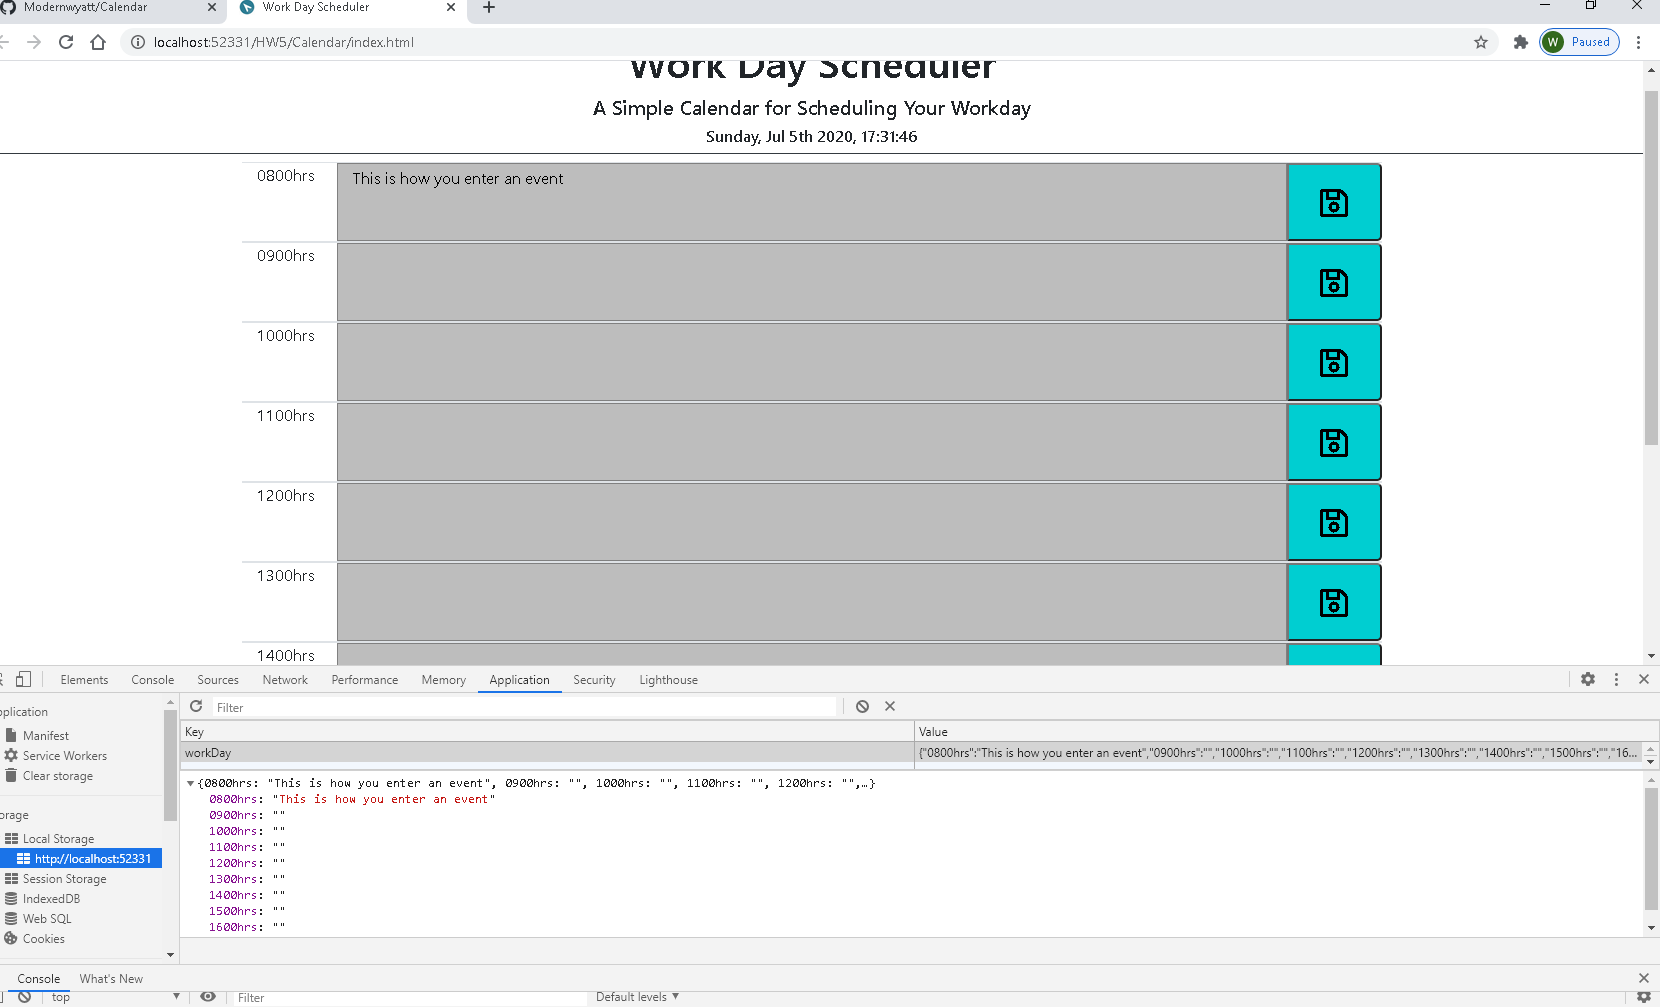 Modernwyatt/Calendar
Work Day Scheduler
localhost:52331/HW5/Calendar/index.html
W Paused
Work Day Scheduler
A Simple Calendar for Scheduling Your Workday
Sunday, Jul 5th 2020, 17:31:46
0800hrs This is how you enter an event
0900hrs
1000hrs
1100hrs
1200hrs
1300hrs
1400hrs
Elements Console Sources Network Performance Memory Application Security Lighthouse
pplication
Manifest
Service Workers
Clear storage
orage
Local Storage
http://localhost:52331
Session Storage
IndexedDB
Web SQL
Cookies
Filter
Key Value
workDay {"0800hrs":"This is how you enter an event","0900hrs":"","1000hrs":"","1100hrs":"","1200hrs":"","1300hrs":"","1400hrs":"","1500hrs":"","16...
{0800hrs: "This is how you enter an event", 0900hrs: "", 1000hrs: "", 1100hrs: "", 1200hrs: "",…}
0800hrs: "This is how you enter an event"
0900hrs: ""
1000hrs: ""
1100hrs: ""
1200hrs: ""
1300hrs: ""
1400hrs: ""
1500hrs: ""
1600hrs: ""
Console What's New
top Filter Default levels